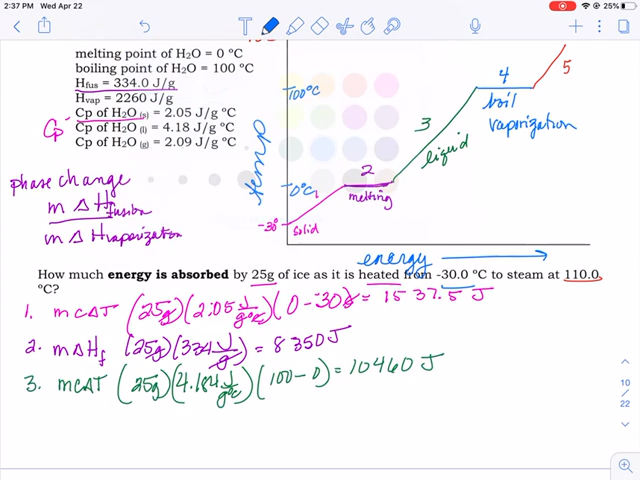 2:37 PM Wed Apr 22
25%
T
melting point of H₂O = 0 °C
boiling point of H₂O = 100 °C
Hfus = 334.0 J/g
Hvap = 2260 J/g
Cp of H₂O (s) = 2.05 J/g °C
Cp of H₂O (l) = 4.18 J/g °C
Cp of H₂O (g) = 2.09 J/g °C
Cp
phase change
m ΔH fusion
m ΔH vaporization
temp
100°C
0°C
-30°
solid
2
melting
3
liquid
4
boil
vaporization
5
energy
How much energy is absorbed by 25g of ice as it is heated from -30.0 °C to steam at 110.0
°C?
1. mCΔT (25g)(2.05 J/g°C)(0 - -30) = 1537.5 J
2. mΔHf (25g)(334 J/g) = 8350 J
3. mCΔT (25g)(4.184 J/g°C)(100 - 0) = 10460 J
10
/
22